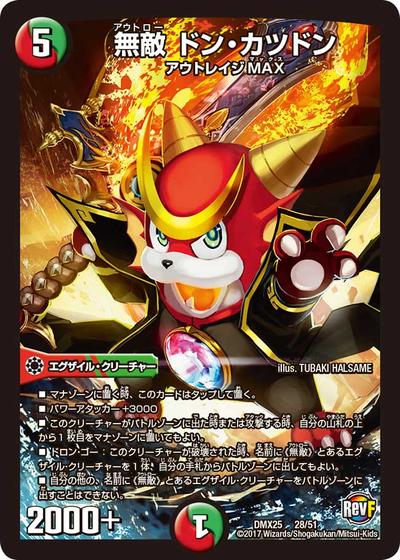 5
アウトロー
無敵 ドン・カツドン
マックス
アウトレイジMAX
エグザイル・クリーチャー
illus. TUBAKI HALSAME
■ マナゾーンに置く時、このカードはタップして置く。
■ パワーアタッカー+3000
■ このクリーチャーがバトルゾーンに出た時または攻撃する時、自分の山札の上
から1枚目をマナゾーンに置いてもよい。
■ ドロン・ゴー：このクリーチャーが破壊された時、名前に《無敵》とあるエグ
ザイル・クリーチャーを1体、自分の手札からバトルゾーンに出してもよい。
■ 自分の他の、名前に《無敵》とあるエグザイル・クリーチャーをバトルゾーンに
出すことはできない。
2000+
1
DMX25 28/51
©2017 Wizards/Shogakukan/Mitsui-Kids
RevF